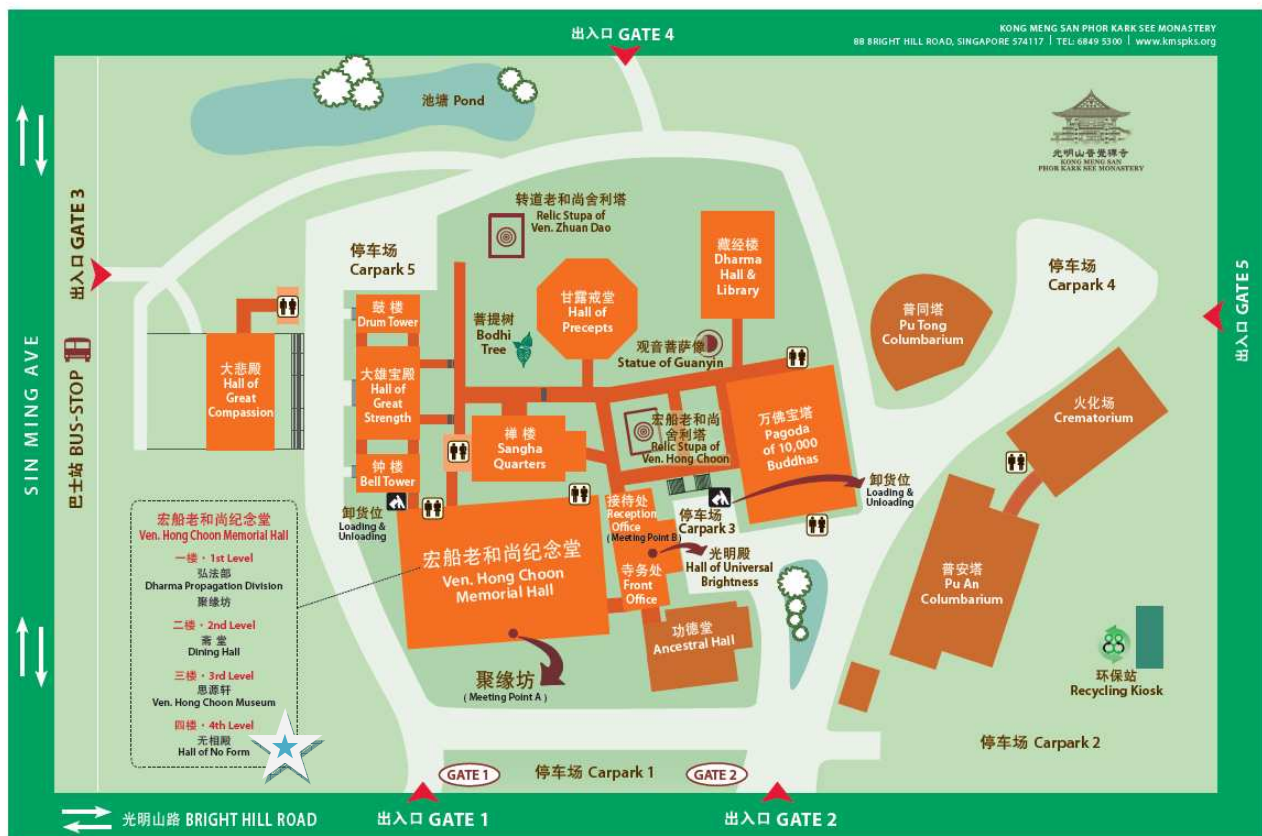 KONG MENG SAN PHOR KARK SEE MONASTERY
88 BRIGHT HILL ROAD, SINGAPORE 574117 | TEL: 6849 5300 | www.kmspks.org
出入口 GATE 4
池塘 Pond
光明山普覺禪寺
KONG MENG SAN
PHOR KARK SEE MONASTERY
出入口 GATE 3
巴士站 BUS-STOP
SIN MING AVE
出入口 GATE 5
转道老和尚舍利塔
Relic Stupa of
Ven. Zhuan Dao
停车场
Carpark 5
藏经楼
Dharma
Hall &
Library
停车场
Carpark 4
鼓楼
Drum Tower
甘露戒堂
Hall of
Precepts
菩提树
Bodhi
Tree
观音菩萨像
Statue of Guanyin
普同塔
Pu Tong
Columbarium
大悲殿
Hall of
Great
Compassion
大雄宝殿
Hall of
Great
Strength
火化场
Crematorium
禅楼
Sangha
Quarters
宏船老和尚
舍利塔
Relic Stupa of
Ven. Hong Choon
万佛宝塔
Pagoda
of 10,000
Buddhas
钟楼
Bell Tower
卸货位
Loading &
Unloading
卸货位
Loading &
Unloading
接待处
Reception
Office
(Meeting Point B)
停车场
Carpark 3
光明殿
Hall of Universal
Brightness
寺务处
Front
Office
宏船老和尚纪念堂
Ven. Hong Choon
Memorial Hall
功德堂
Ancestral Hall
普安塔
Pu An
Columbarium
聚缘坊
( Meeting Point A )
环保站
Recycling Kiosk
宏船老和尚纪念堂
Ven. Hong Choon Memorial Hall
一楼 · 1st Level
弘法部
Dharma Propagation Division
聚缘坊
二楼 · 2nd Level
斋堂
Dining Hall
三楼 · 3rd Level
思源轩
Ven. Hong Choon Museum
四楼 · 4th Level
无相殿
Hall of No Form
停车场 Carpark 2
GATE 1
停车场 Carpark 1
GATE 2
光明山路 BRIGHT HILL ROAD
出入口 GATE 1
出入口 GATE 2